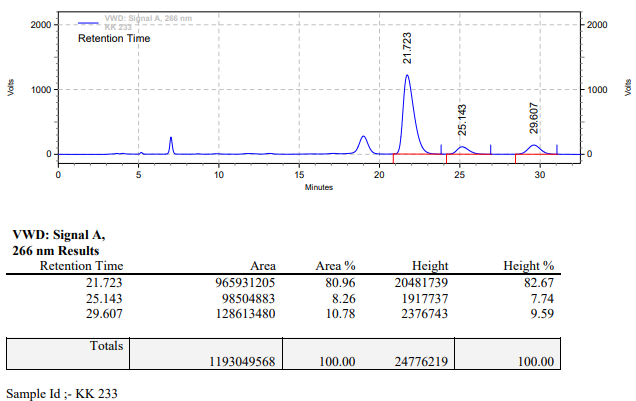 VWD: Signal A, 266 nm
KK 233
Retention Time
2000
1000
0
Volts
21.723
25.143
29.607
2000
1000
0
Volts
0 5 10 15 20 25 30
Minutes
VWD: Signal A,
266 nm Results
Retention Time Area Area % Height Height %
21.723 965931205 80.96 20481739 82.67
25.143 98504883 8.26 1917737 7.74
29.607 128613480 10.78 2376743 9.59
Totals
1193049568 100.00 24776219 100.00
Sample Id ;- KK 233